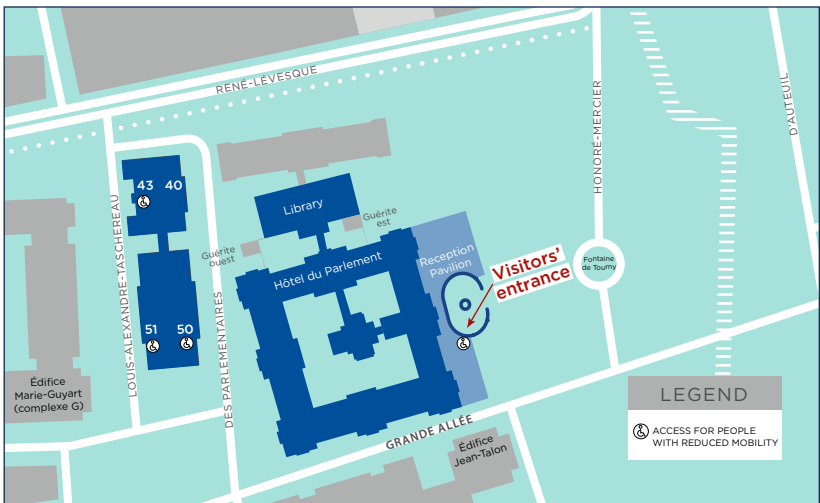 RENÉ-LÉVESQUE
HONORÉ-MERCIER
D'AUTEUIL
43 40
LOUIS-ALEXANDRE-TASCHEREAU
Library
Guérite
est
Guérite
ouest
Hôtel du Parlement
Reception
Pavilion
Visitors'
entrance
Fontaine
de Tourny
51 50
DES PARLEMENTAIRES
Édifice
Marie-Guyart
(complexe G)
GRANDE ALLÉE
Édifice
Jean-Talon
LEGEND
ACCESS FOR PEOPLE
WITH REDUCED MOBILITY